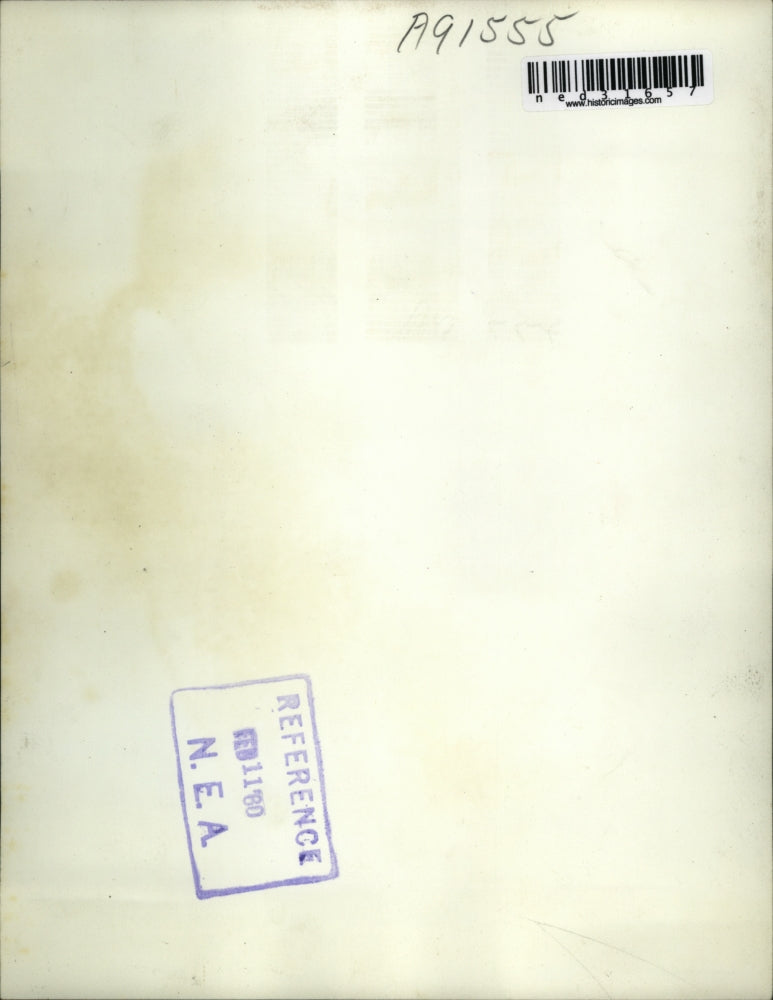 A91555
ned31657
www.historicimages.com
REFERENCE
FEB 11 '80
N. E. A.